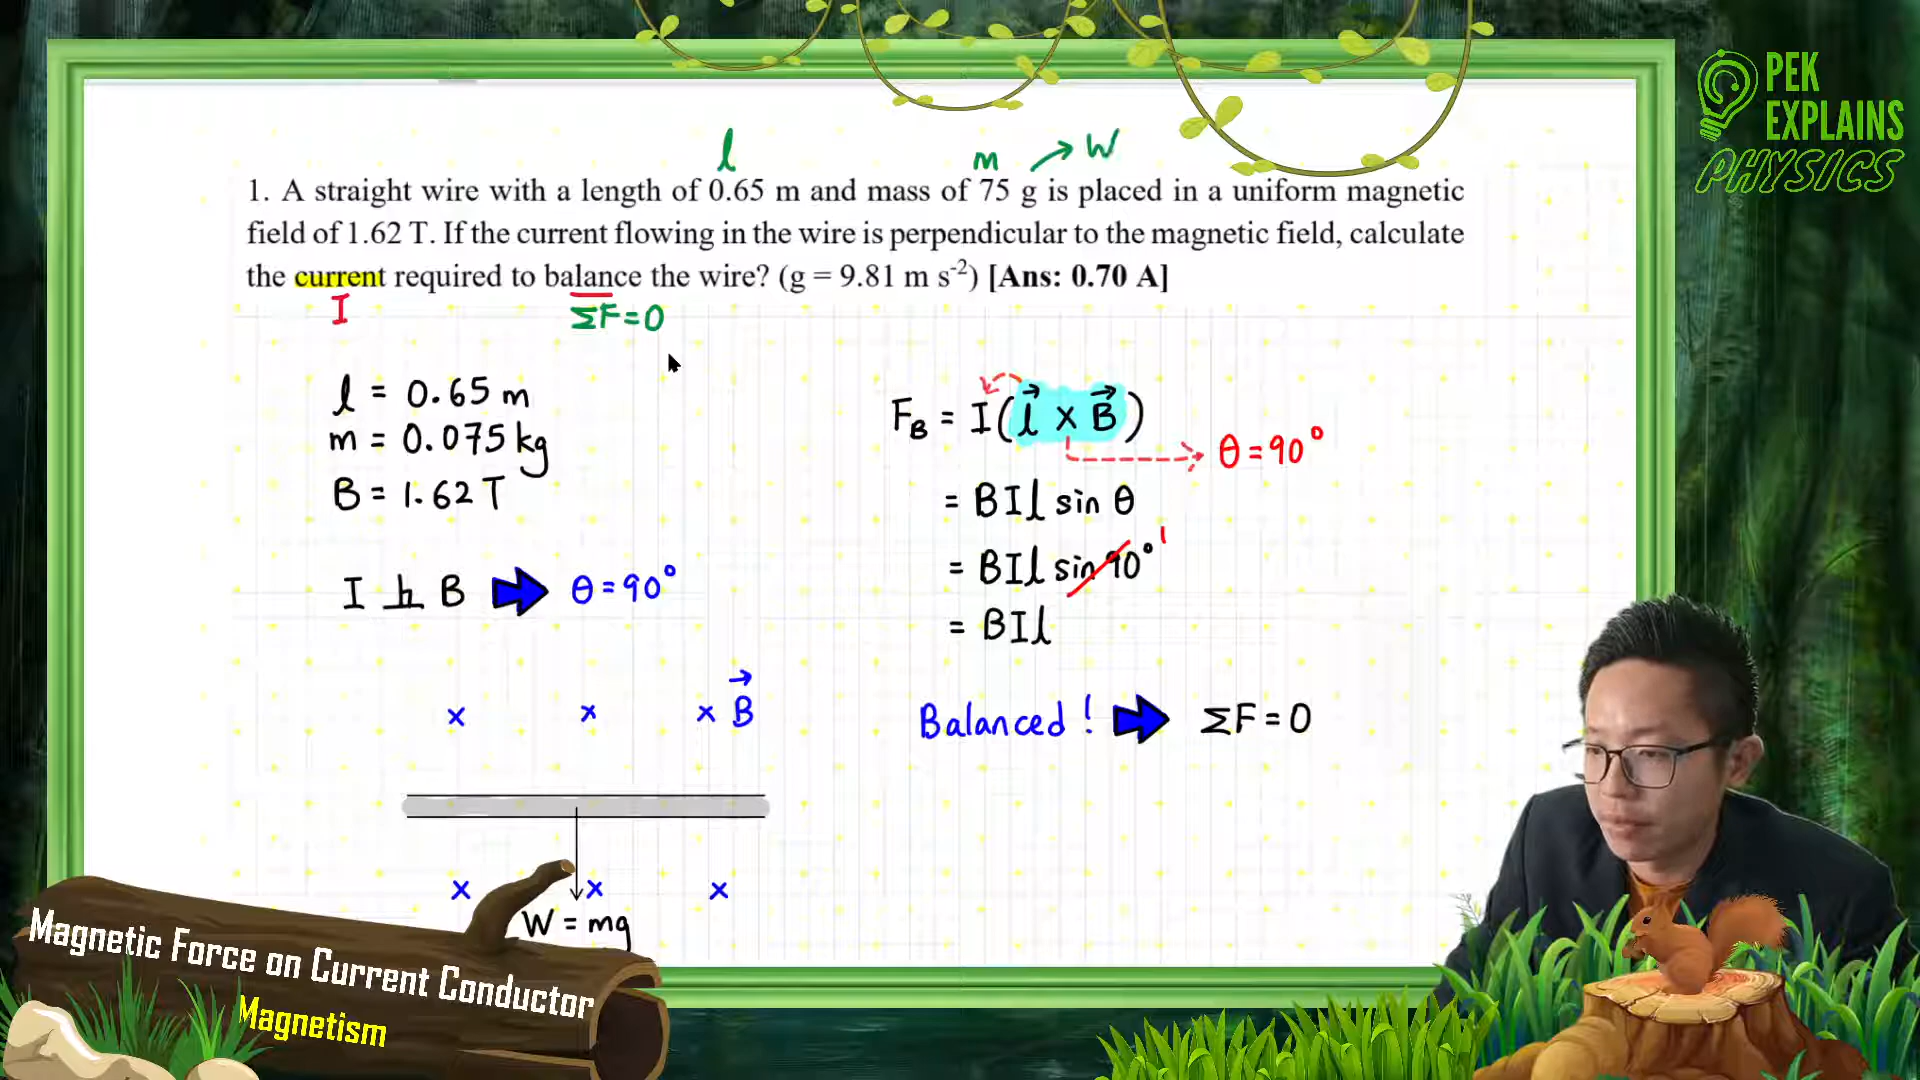 PEK
EXPLAINS
PHYSICS
l
m → W
1. A straight wire with a length of 0.65 m and mass of 75 g is placed in a uniform magnetic
field of 1.62 T. If the current flowing in the wire is perpendicular to the magnetic field, calculate
the current required to balance the wire? (g = 9.81 m s⁻²) [Ans: 0.70 A]
I
ΣF = 0
l = 0.65 m
m = 0.075 kg
B = 1.62 T
I ⊥ B ➡ θ = 90°
x x x B⃗
x x x
W = mg
F_B = I(l⃗ × B⃗)
θ = 90°
= BIl sin θ
= BIl sin 90° 1
= BIl
Balanced! ➡ ΣF = 0
Magnetic Force on Current Conductor
Magnetism